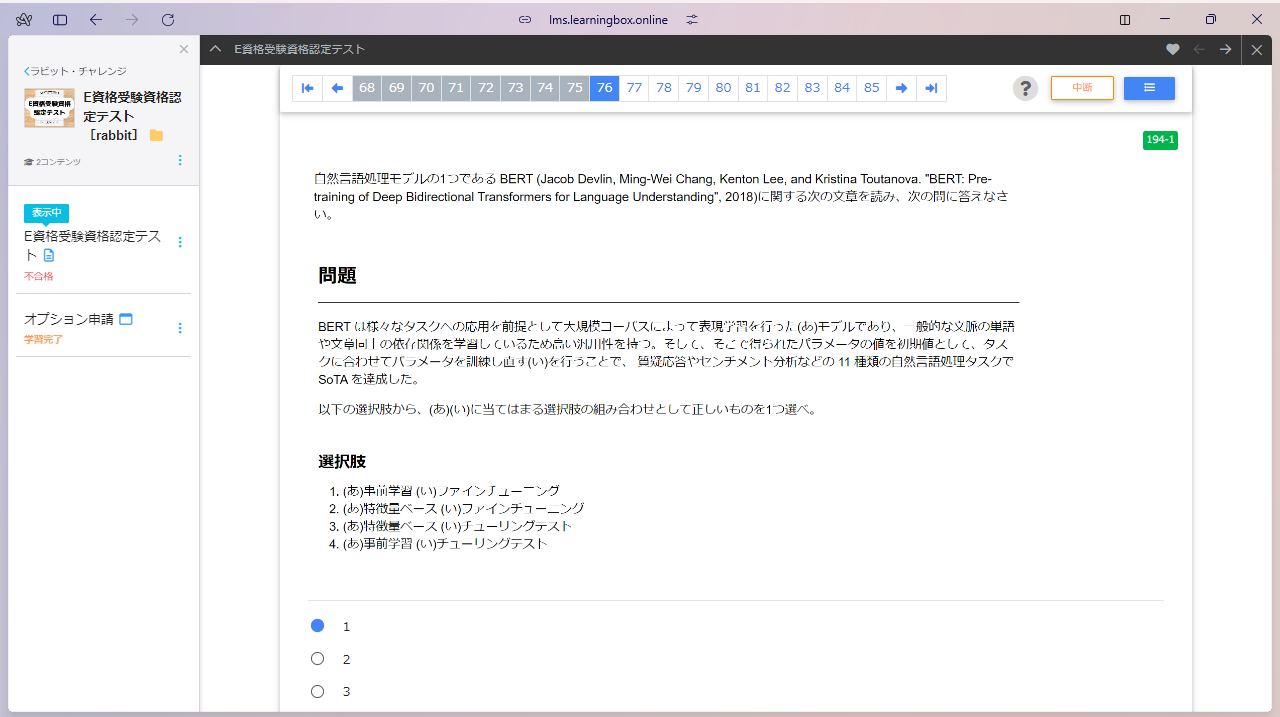 lms.learningbox.online
ラビット・チャレンジ
E資格受験資格
認定テスト
E資格受験資格認定テスト［rabbit］
2コンテンツ
表示中
E資格受験資格認定テスト
不合格
オプション申請
学習完了
E資格受験資格認定テスト
68 69 70 71 72 73 74 75 76 77 78 79 80 81 82 83 84 85
?
中断
194-1
自然言語処理モデルの1つである BERT (Jacob Devlin, Ming-Wei Chang, Kenton Lee, and Kristina Toutanova. "BERT: Pre-
training of Deep Bidirectional Transformers for Language Understanding", 2018)に関する次の文章を読み、次の問に答えなさ
い。
問題
BERT は様々なタスクへの応用を前提として大規模コーパスによって表現学習を行った(あ)モデルであり、一般的な文脈の単語
や文章同士の依存関係を学習しているため高い汎用性を持つ。そして、そこで得られたパラメータの値を初期値として、タス
クに合わせてパラメータを訓練し直す(い)を行うことで、 質疑応答やセンチメント分析などの 11 種類の自然言語処理タスクで
SoTA を達成した。
以下の選択肢から、(あ)(い)に当てはまる選択肢の組み合わせとして正しいものを1つ選べ。
選択肢
1. (あ)事前学習 (い)ファインチューニング
2. (あ)特徴量ベース (い)ファインチューニング
3. (あ)特徴量ベース (い)チューリングテスト
4. (あ)事前学習 (い)チューリングテスト
1
2
3